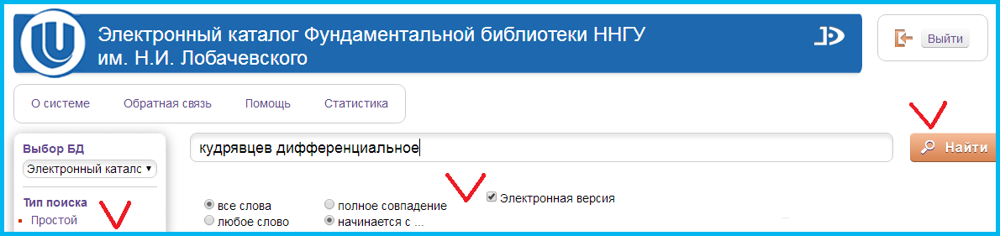 Электронный каталог Фундаментальной библиотеки ННГУ
им. Н.И. Лобачевского
Выйти
О системе Обратная связь Помощь Статистика
Выбор БД
Электронный каталс
кудрявцев дифференциальное
Найти
Тип поиска
Простой
все слова полное совпадение Электронная версия
любое слово начинается с ...